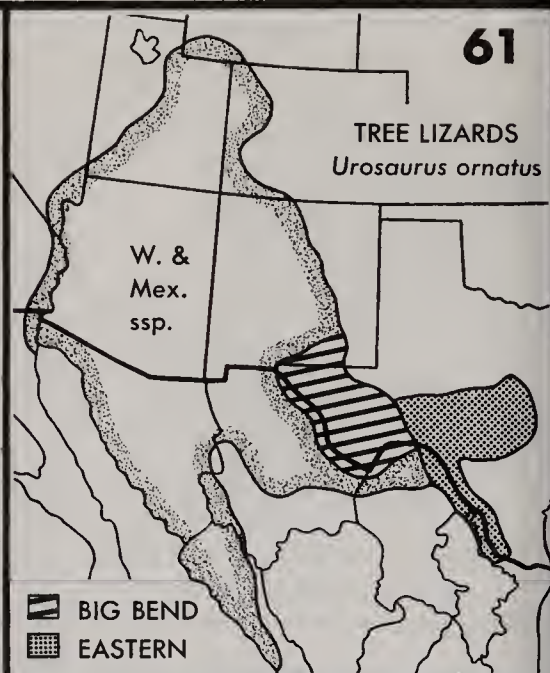 61
TREE LIZARDS
Urosaurus ornatus
W. &
Mex.
ssp.
BIG BEND
EASTERN